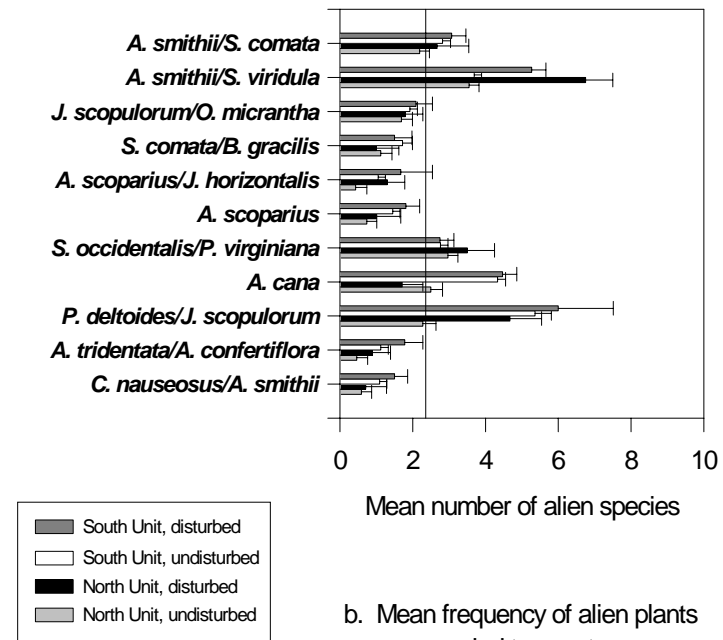 A. smithii/S. comata
A. smithii/S. viridula
J. scopulorum/O. micrantha
S. comata/B. gracilis
A. scoparius/J. horizontalis
A. scoparius
S. occidentalis/P. virginiana
A. cana
P. deltoides/J. scopulorum
A. tridentata/A. confertiflora
C. nauseosus/A. smithii
0 2 4 6 8 10
Mean number of alien species
South Unit, disturbed
South Unit, undisturbed
North Unit, disturbed
North Unit, undisturbed
b. Mean frequency of alien plants